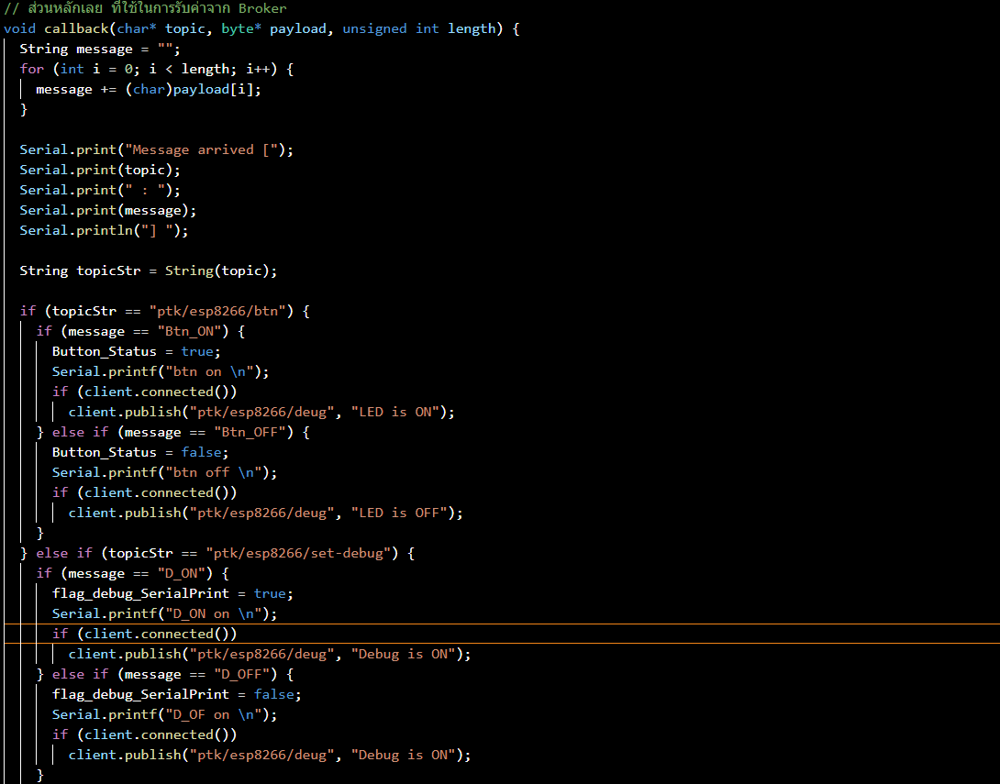 // ส่วนหลักเลย ที่ใช้ในการรับค่าจาก Broker
void callback(char* topic, byte* payload, unsigned int length) {
  String message = "";
  for (int i = 0; i < length; i++) {
    message += (char)payload[i];
  }

  Serial.print("Message arrived [");
  Serial.print(topic);
  Serial.print(" : ");
  Serial.print(message);
  Serial.println("] ");

  String topicStr = String(topic);

  if (topicStr == "ptk/esp8266/btn") {
    if (message == "Btn_ON") {
      Button_Status = true;
      Serial.printf("btn on \n");
      if (client.connected())
        client.publish("ptk/esp8266/deug", "LED is ON");
    } else if (message == "Btn_OFF") {
      Button_Status = false;
      Serial.printf("btn off \n");
      if (client.connected())
        client.publish("ptk/esp8266/deug", "LED is OFF");
    }
  } else if (topicStr == "ptk/esp8266/set-debug") {
    if (message == "D_ON") {
      flag_debug_SerialPrint = true;
      Serial.printf("D_ON on \n");
      if (client.connected())
        client.publish("ptk/esp8266/deug", "Debug is ON");
    } else if (message == "D_OFF") {
      flag_debug_SerialPrint = false;
      Serial.printf("D_OF on \n");
      if (client.connected())
        client.publish("ptk/esp8266/deug", "Debug is ON");
    }